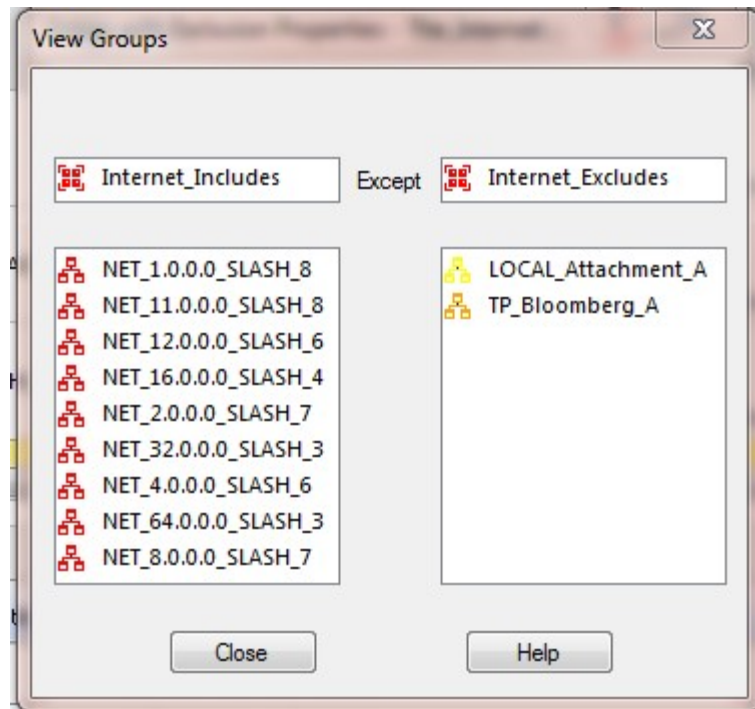 View Groups
Internet_Includes Except Internet_Excludes
NET_1.0.0.0_SLASH_8
NET_11.0.0.0_SLASH_8
NET_12.0.0.0_SLASH_6
NET_16.0.0.0_SLASH_4
NET_2.0.0.0_SLASH_7
NET_32.0.0.0_SLASH_3
NET_4.0.0.0_SLASH_6
NET_64.0.0.0_SLASH_3
NET_8.0.0.0_SLASH_7
LOCAL_Attachment_A
TP_Bloomberg_A
Close Help